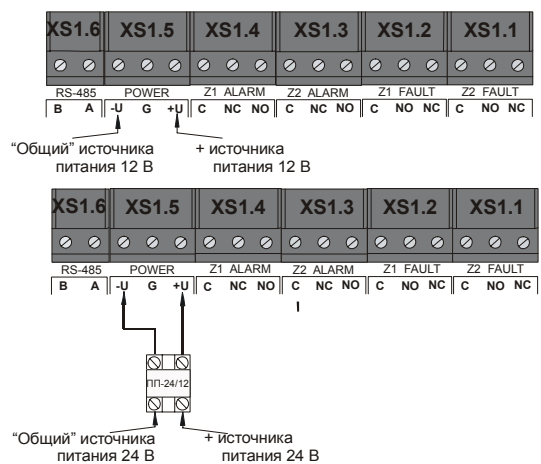 XS1.6 XS1.5 XS1.4 XS1.3 XS1.2 XS1.1
RS-485 POWER Z1 ALARM Z2 ALARM Z1 FAULT Z2 FAULT
B A -U G +U C NC NO C NC NO C NO NC C NO NC
“Общий” источника + источника
питания 12 В питания 12 В
XS1.6 XS1.5 XS1.4 XS1.3 XS1.2 XS1.1
RS-485 POWER Z1 ALARM Z2 ALARM Z1 FAULT Z2 FAULT
B A -U G +U C NC NO C NC NO C NO NC C NO NC
ПП-24/12
“Общий” источника + источника
питания 24 В питания 24 В